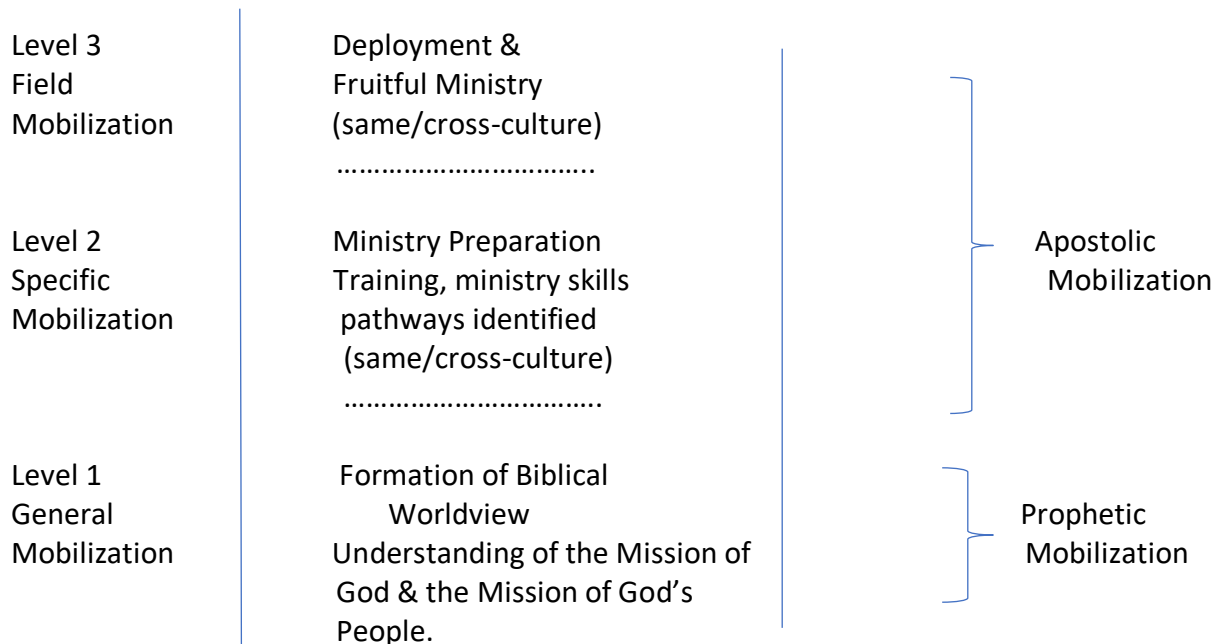 Level 3
Field
Mobilization
Deployment &
Fruitful Ministry
(same/cross-culture)
……………………………..
Level 2
Specific
Mobilization
Ministry Preparation
Training, ministry skills
pathways identified
(same/cross-culture)
……………………………..
Apostolic
Mobilization
Level 1
General
Mobilization
Formation of Biblical
Worldview
Understanding of the Mission of
God & the Mission of God’s
People.
Prophetic
Mobilization